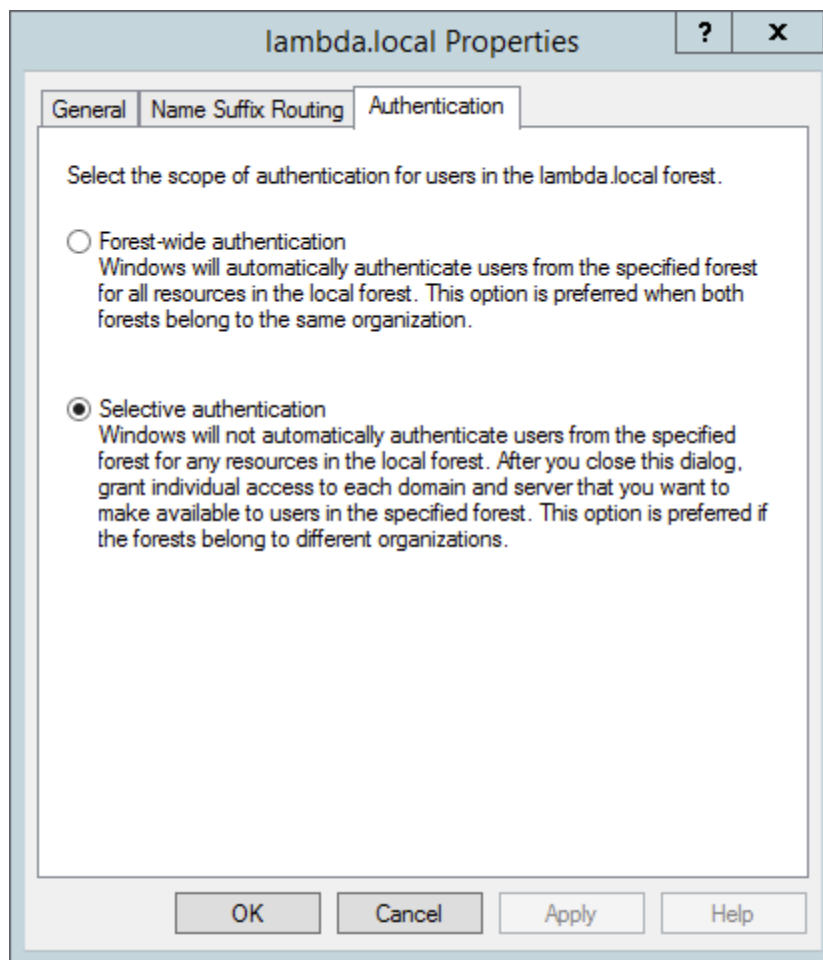 lambda.local Properties
? x
General Name Suffix Routing Authentication
Select the scope of authentication for users in the lambda.local forest.
Forest-wide authentication
Windows will automatically authenticate users from the specified forest
for all resources in the local forest. This option is preferred when both
forests belong to the same organization.
Selective authentication
Windows will not automatically authenticate users from the specified
forest for any resources in the local forest. After you close this dialog,
grant individual access to each domain and server that you want to
make available to users in the specified forest. This option is preferred if
the forests belong to different organizations.
OK Cancel Apply Help